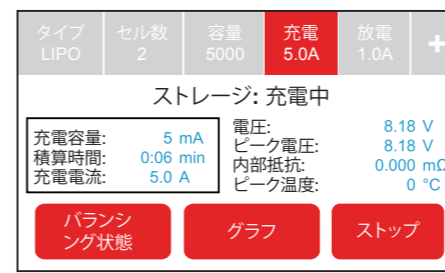 タイプ セル数 容量 充電 放電 +
LIPO 2 5000 5.0A 1.0A
ストレージ: 充電中
充電容量: 5 mA
積算時間: 0:06 min
充電電流: 5.0 A
電圧: 8.18 V
ピーク電圧: 8.18 V
内部抵抗: 0.000 mΩ
ピーク温度: 0 °C
バランシ
ング状態
グラフ
ストップ